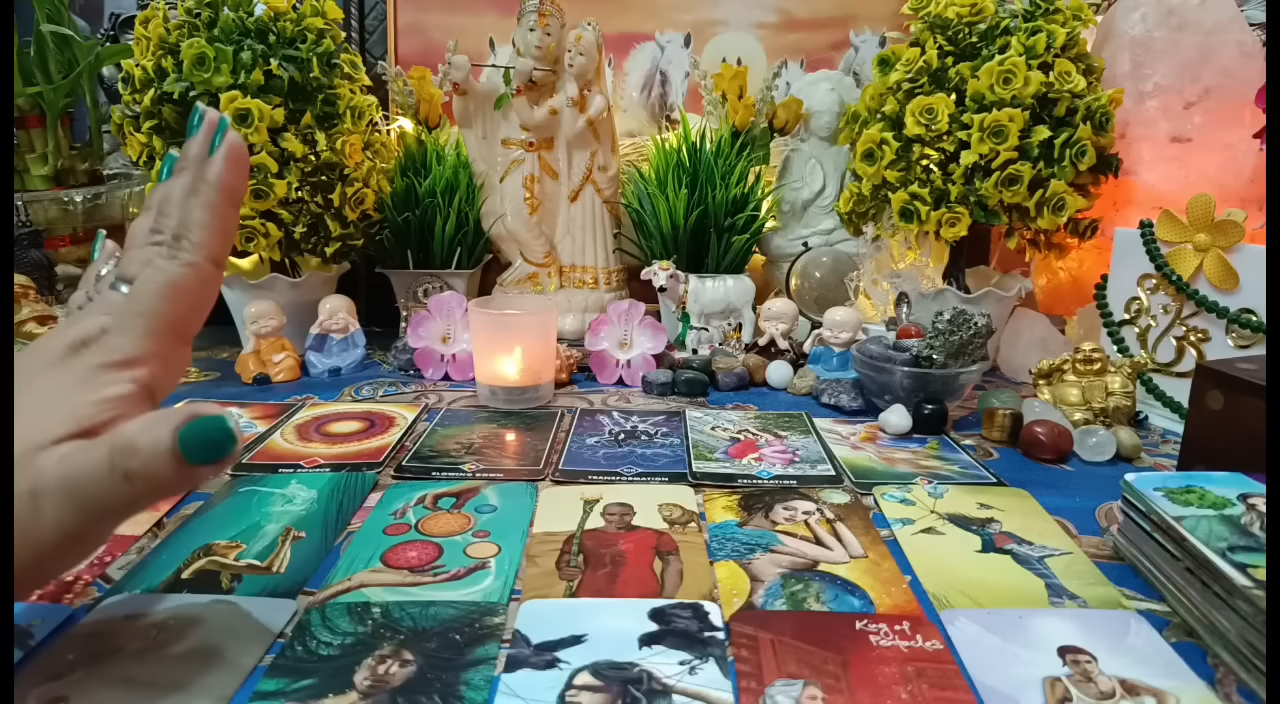 THE SOURCE
SLOWING DOWN
TRANSFORMATION
CELEBRATION
King of
Pentacles